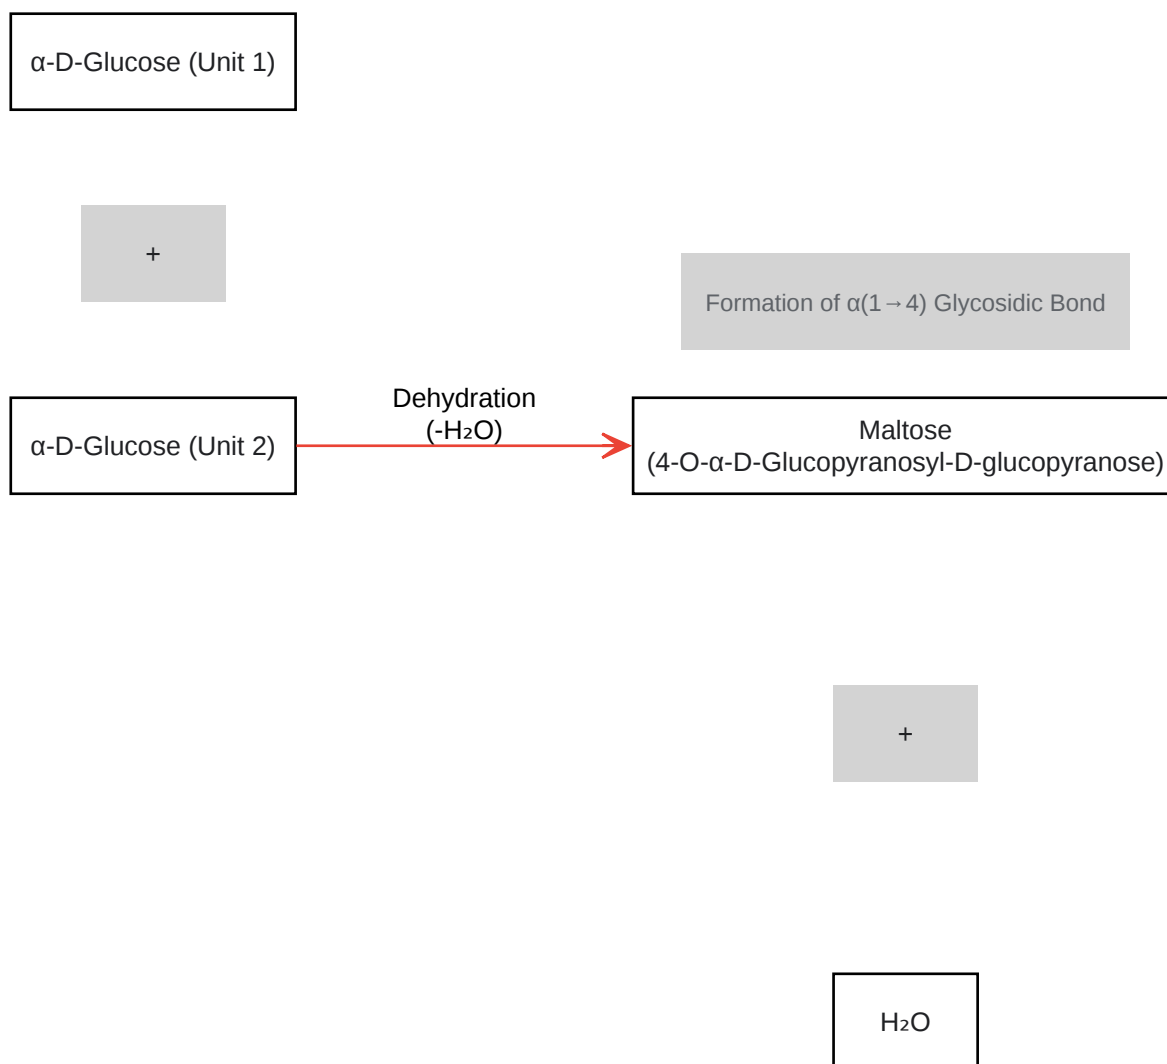 α-D-Glucose (Unit 1)
+
Formation of α(1→4) Glycosidic Bond
α-D-Glucose (Unit 2)
Dehydration
(-H₂O)
Maltose
(4-O-α-D-Glucopyranosyl-D-glucopyranose)
+
H₂O